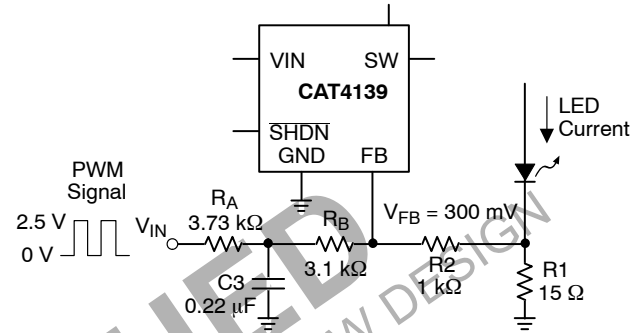 VIN
SW
CAT4139
SHDN
GND
FB
LED
Current
PWM
Signal
2.5 V
0 V
VIN
RA
3.73 kΩ
C3
0.22 μF
RB
3.1 kΩ
VFB = 300 mV
R2
1 kΩ
R1
15 Ω
W DESIGN